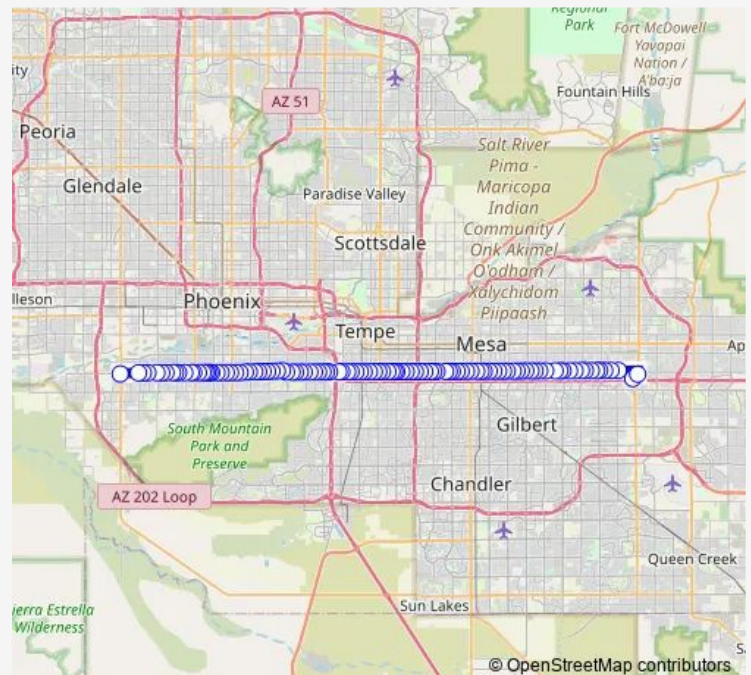 Regional
Park
Fort McDowell
Yavapai
Nation /
A'ba:ja
ity
AZ 51
Fountain Hills
Peoria
Salt River
Pima -
Maricopa
Indian
Community /
Onk Akimel
O'odham /
Xalychidom
Piipaash
Glendale
Paradise Valley
Scottsdale
lleson
Phoenix
Tempe
Mesa
Ap
South Mountain
Park and
Preserve
Gilbert
Chandler
AZ 202 Loop
Queen Creek
Sun Lakes
ierra Estrella
Wilderness
S
© OpenStreetMap contributors